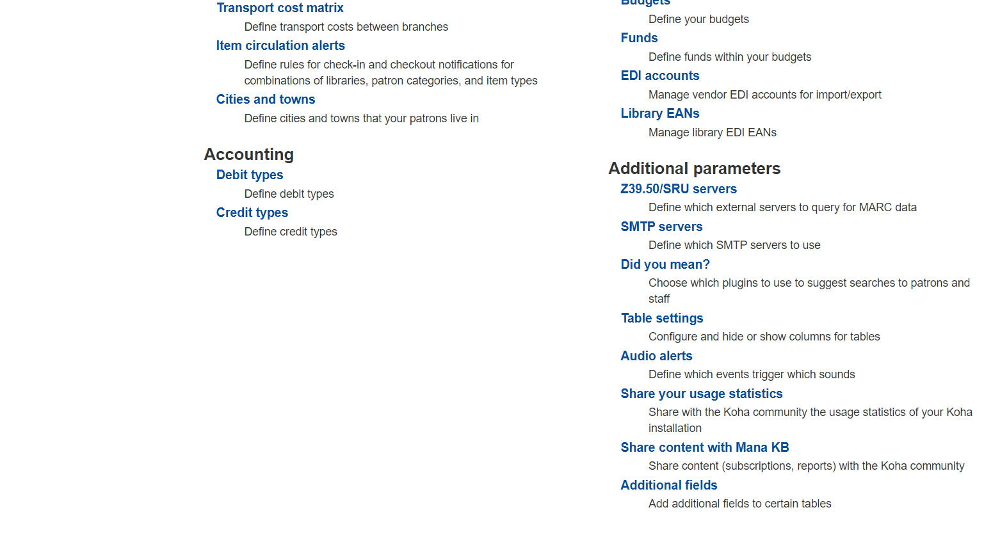 Transport cost matrix
Define transport costs between branches
Item circulation alerts
Define rules for check-in and checkout notifications for
combinations of libraries, patron categories, and item types
Cities and towns
Define cities and towns that your patrons live in
Accounting
Debit types
Define debit types
Credit types
Define credit types
Budgets
Define your budgets
Funds
Define funds within your budgets
EDI accounts
Manage vendor EDI accounts for import/export
Library EANs
Manage library EDI EANs
Additional parameters
Z39.50/SRU servers
Define which external servers to query for MARC data
SMTP servers
Define which SMTP servers to use
Did you mean?
Choose which plugins to use to suggest searches to patrons and
staff
Table settings
Configure and hide or show columns for tables
Audio alerts
Define which events trigger which sounds
Share your usage statistics
Share with the Koha community the usage statistics of your Koha
installation
Share content with Mana KB
Share content (subscriptions, reports) with the Koha community
Additional fields
Add additional fields to certain tables